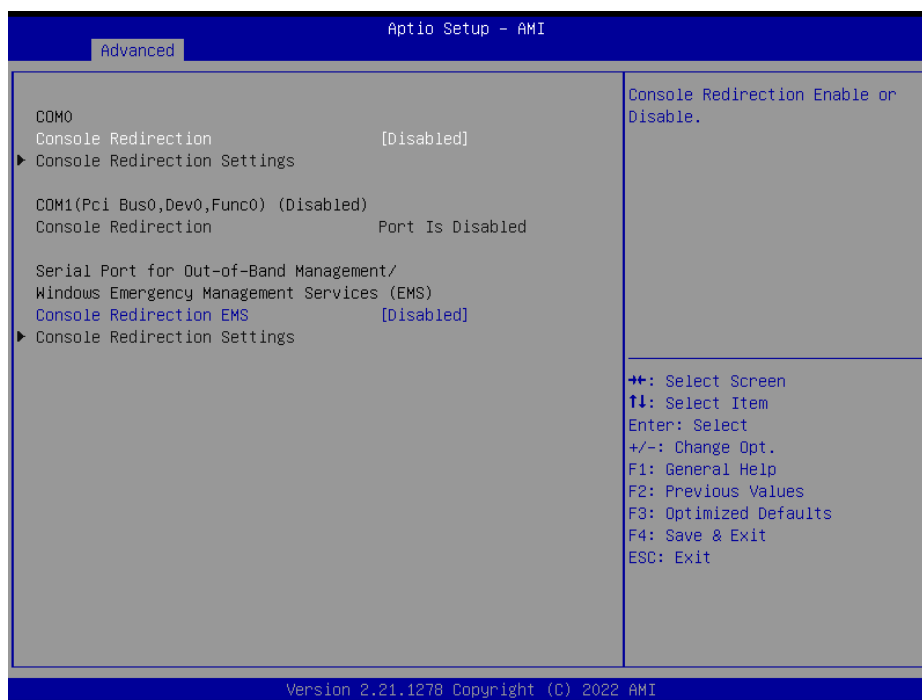 Aptio Setup – AMI
Advanced
COM0
Console Redirection [Disabled]
▶ Console Redirection Settings
COM1(Pci Bus0,Dev0,Func0) (Disabled)
Console Redirection Port Is Disabled
Serial Port for Out-of-Band Management/
Windows Emergency Management Services (EMS)
Console Redirection EMS [Disabled]
▶ Console Redirection Settings
Console Redirection Enable or
Disable.
→←: Select Screen
↑↓: Select Item
Enter: Select
+/-: Change Opt.
F1: General Help
F2: Previous Values
F3: Optimized Defaults
F4: Save & Exit
ESC: Exit
Version 2.21.1278 Copyright (C) 2022 AMI